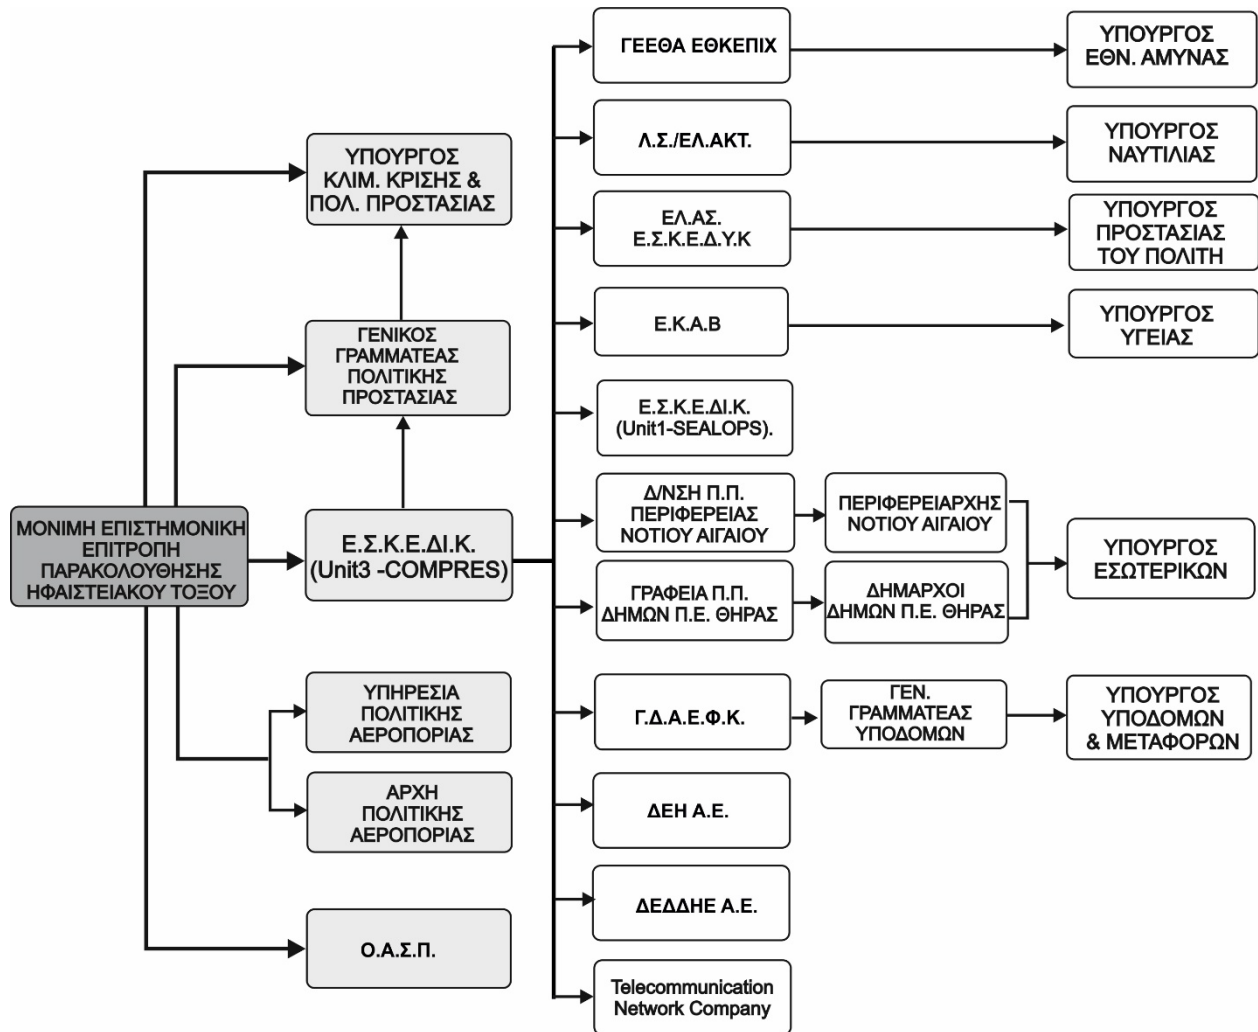 ΜΟΝΙΜΗ ΕΠΙΣΤΗΜΟΝΙΚΗ
ΕΠΙΤΡΟΠΗ
ΠΑΡΑΚΟΛΟΥΘΗΣΗΣ
ΗΦΑΙΣΤΕΙΑΚΟΥ ΤΟΞΟΥ
ΥΠΟΥΡΓΟΣ
ΚΛΙΜ. ΚΡΙΣΗΣ &
ΠΟΛ. ΠΡΟΣΤΑΣΙΑΣ
ΓΕΝΙΚΟΣ
ΓΡΑΜΜΑΤΕΑΣ
ΠΟΛΙΤΙΚΗΣ
ΠΡΟΣΤΑΣΙΑΣ
Ε.Σ.Κ.Ε.ΔΙ.Κ.
(Unit3 -COMPRES)
ΥΠΗΡΕΣΙΑ
ΠΟΛΙΤΙΚΗΣ
ΑΕΡΟΠΟΡΙΑΣ
ΑΡΧΗ
ΠΟΛΙΤΙΚΗΣ
ΑΕΡΟΠΟΡΙΑΣ
Ο.Α.Σ.Π.
ΓΕΕΘΑ ΕΘΚΕΠΙΧ
ΥΠΟΥΡΓΟΣ
ΕΘΝ. ΑΜΥΝΑΣ
Λ.Σ./ΕΛ.ΑΚΤ.
ΥΠΟΥΡΓΟΣ
ΝΑΥΤΙΛΙΑΣ
ΕΛ.ΑΣ.
Ε.Σ.Κ.Ε.Δ.Υ.Κ
ΥΠΟΥΡΓΟΣ
ΠΡΟΣΤΑΣΙΑΣ
ΤΟΥ ΠΟΛΙΤΗ
Ε.Κ.Α.Β
ΥΠΟΥΡΓΟΣ
ΥΓΕΙΑΣ
Ε.Σ.Κ.Ε.ΔΙ.Κ.
(Unit1-SEALOPS).
Δ/ΝΣΗ Π.Π.
ΠΕΡΙΦΕΡΕΙΑΣ
ΝΟΤΙΟΥ ΑΙΓΑΙΟΥ
ΠΕΡΙΦΕΡΕΙΑΡΧΗΣ
ΝΟΤΙΟΥ ΑΙΓΑΙΟΥ
ΓΡΑΦΕΙΑ Π.Π.
ΔΗΜΩΝ Π.Ε. ΘΗΡΑΣ
ΔΗΜΑΡΧΟΙ
ΔΗΜΩΝ Π.Ε. ΘΗΡΑΣ
ΥΠΟΥΡΓΟΣ
ΕΣΩΤΕΡΙΚΩΝ
Γ.Δ.Α.Ε.Φ.Κ.
ΓΕΝ.
ΓΡΑΜΜΑΤΕΑΣ
ΥΠΟΔΟΜΩΝ
ΥΠΟΥΡΓΟΣ
ΥΠΟΔΟΜΩΝ
& ΜΕΤΑΦΟΡΩΝ
ΔΕΗ Α.Ε.
ΔΕΔΔΗΕ Α.Ε.
Telecommunication
Network Company